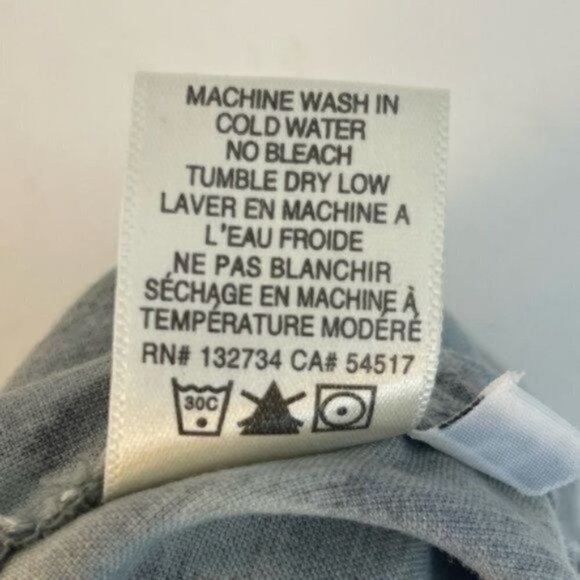 MACHINE WASH IN
COLD WATER
NO BLEACH
TUMBLE DRY LOW
LAVER EN MACHINE A
L'EAU FROIDE
NE PAS BLANCHIR
SÉCHAGE EN MACHINE À
TEMPÉRATURE MODÉRÉ
RN# 132734 CA# 54517
30C